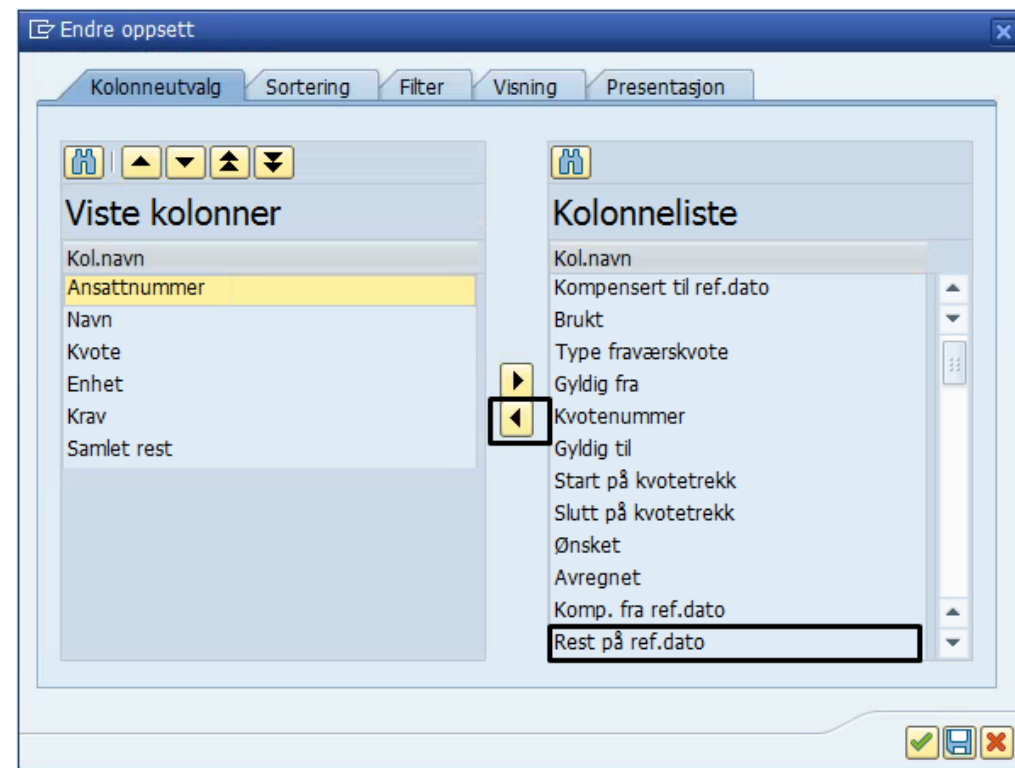 Endre oppsett
Kolonneutvalg Sortering Filter Visning Presentasjon
Viste kolonner
Kol.navn
Ansattnummer
Navn
Kvote
Enhet
Krav
Samlet rest
Kolonneliste
Kol.navn
Kompensert til ref.dato
Brukt
Type fraværskvote
Gyldig fra
Kvotenummer
Gyldig til
Start på kvotetrekk
Slutt på kvotetrekk
Ønsket
Avregnet
Komp. fra ref.dato
Rest på ref.dato